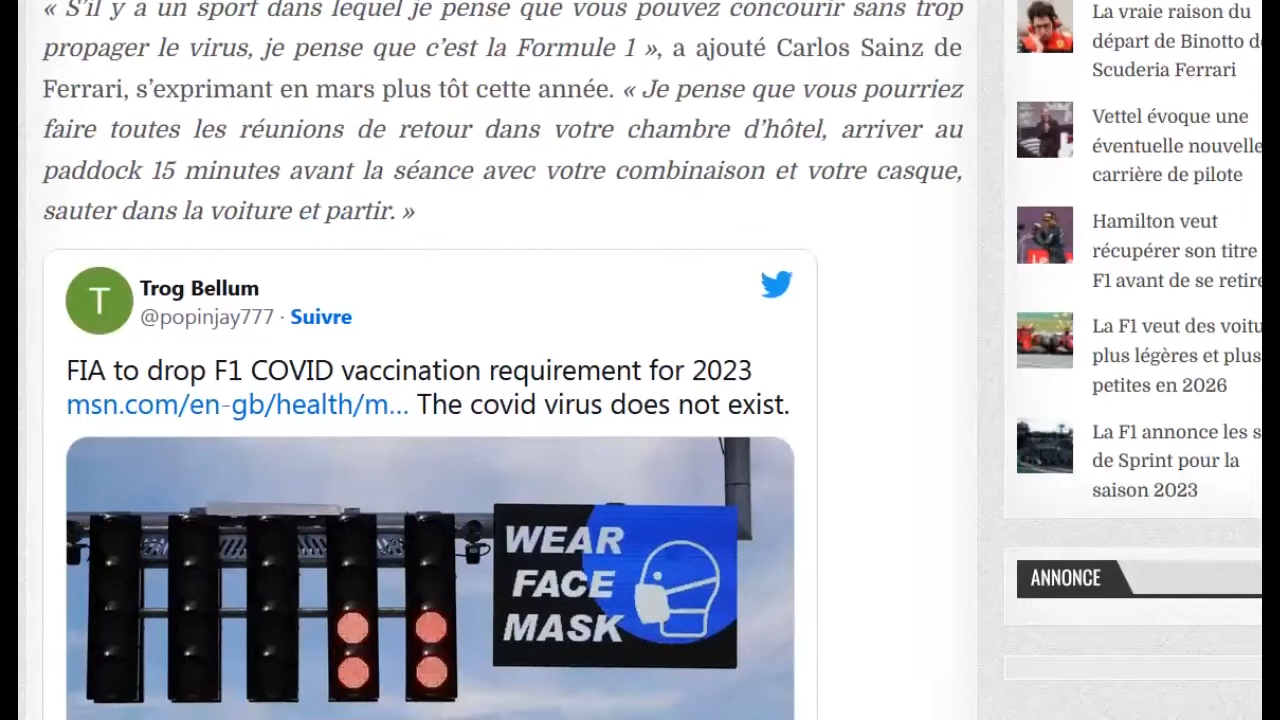 « S'il y a un sport dans lequel je pense que vous pouvez concourir sans trop
propager le virus, je pense que c'est la Formule 1 », a ajouté Carlos Sainz de
Ferrari, s'exprimant en mars plus tôt cette année. « Je pense que vous pourriez
faire toutes les réunions de retour dans votre chambre d'hôtel, arriver au
paddock 15 minutes avant la séance avec votre combinaison et votre casque,
sauter dans la voiture et partir. »
T
Trog Bellum
@popinjay777 · Suivre
FIA to drop F1 COVID vaccination requirement for 2023
msn.com/en-gb/health/m... The covid virus does not exist.
WEAR
FACE
MASK
La vraie raison du
départ de Binotto
Scuderia Ferrari
Vettel évoque une
éventuelle nouvelle
carrière de pilote
Hamilton veut
récupérer son titre
F1 avant de se
La F1 veut des
plus légères et plus
petites en 2026
La F1 annonce les
de Sprint pour la
saison 2023
ANNONCE